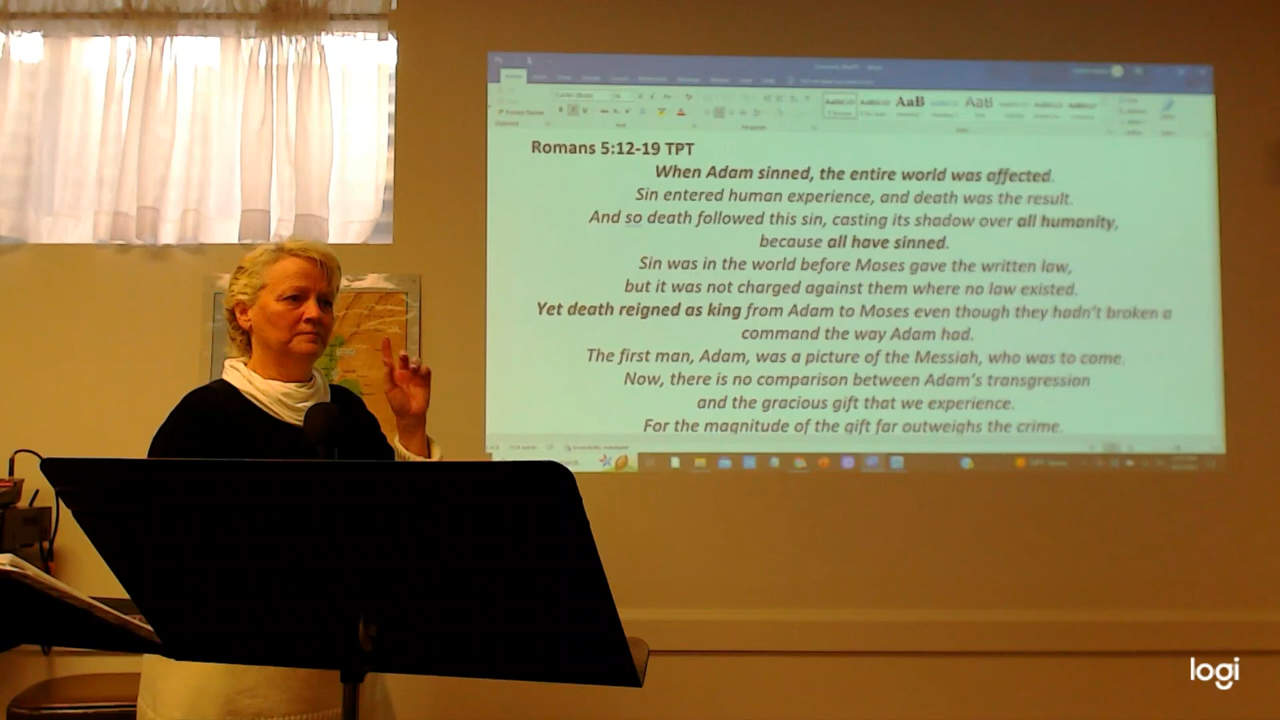 AaB
AaB
Romans 5:12-19 TPT
When Adam sinned, the entire world was affected.
Sin entered human experience, and death was the result.
And so death followed this sin, casting its shadow over all humanity,
because all have sinned.
Sin was in the world before Moses gave the written law,
but it was not charged against them where no law existed.
Yet death reigned as king from Adam to Moses even though they hadn't broken a
command the way Adam had.
The first man, Adam, was a picture of the Messiah, who was to come.
Now, there is no comparison between Adam's transgression
and the gracious gift that we experience.
For the magnitude of the gift far outweighs the crime.
logi